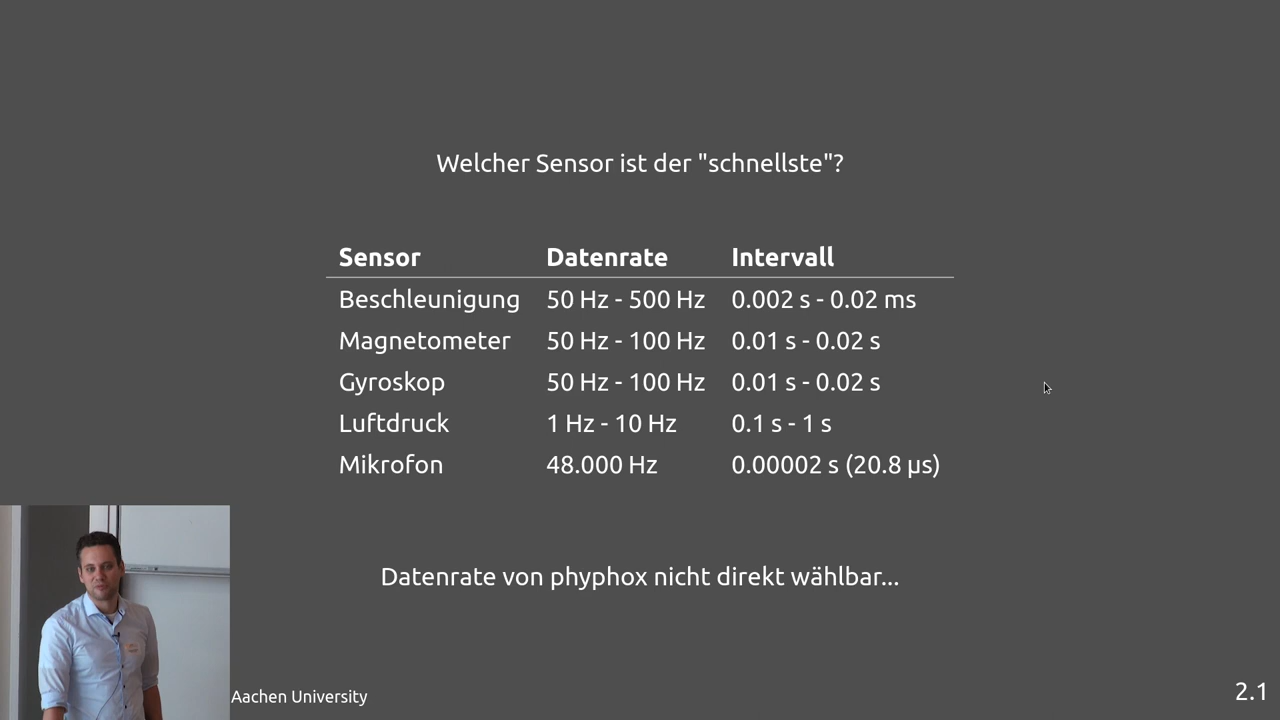 Welcher Sensor ist der "schnellste"?
Sensor Datenrate Intervall
Beschleunigung 50 Hz - 500 Hz 0.002 s - 0.02 ms
Magnetometer 50 Hz - 100 Hz 0.01 s - 0.02 s
Gyroskop 50 Hz - 100 Hz 0.01 s - 0.02 s
Luftdruck 1 Hz - 10 Hz 0.1 s - 1 s
Mikrofon 48.000 Hz 0.00002 s (20.8 µs)
Datenrate von phyphox nicht direkt wählbar...
Aachen University
2.1